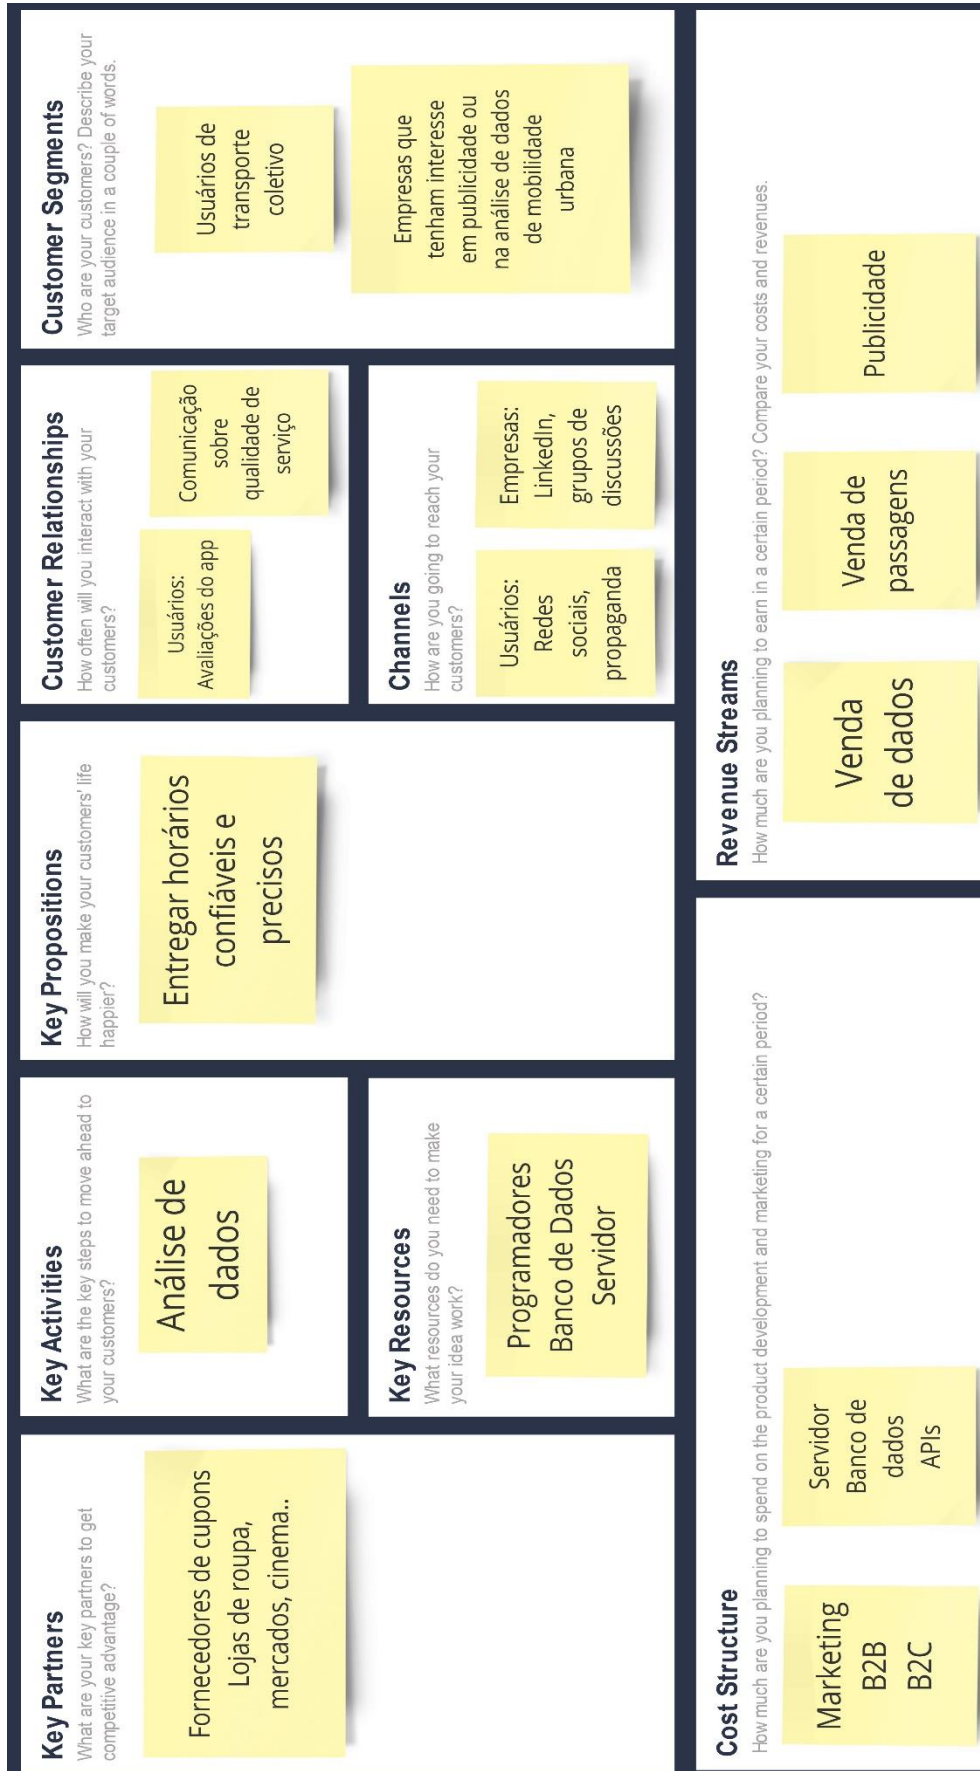 Key Partners
What are your key partners to get
competitive advantage?
Fornecedores de cupons
Lojas de roupa,
mercados, cinema..
Key Activities
What are the key steps to move ahead to
your customers?
Análise de
dados
Key Resources
What resources do you need to make
your idea work?
Programadores
Banco de Dados
Servidor
Key Propositions
How will you make your customers' life
happier?
Entregar horários
confiáveis e
precisos
Customer Relationships
How often will you interact with your
customers?
Usuários:
Avaliações do app
Comunicação
sobre
qualidade de
serviço
Channels
How are you going to reach your
customers?
Usuários:
Redes
sociais,
propaganda
Empresas:
LinkedIn,
grupos de
discussões
Customer Segments
Who are your customers? Describe your
target audience in a couple of words.
Usuários de
transporte
coletivo
Empresas que
tenham interesse
em publicidade ou
na análise de dados
de mobilidade
urbana
Cost Structure
How much are you planning to spend on the product development and marketing for a certain period?
Marketing
B2B
B2C
Servidor
Banco de
dados
APIs
Revenue Streams
How much are you planning to earn in a certain period? Compare your costs and revenues.
Venda
de dados
Venda de
passagens
Publicidade